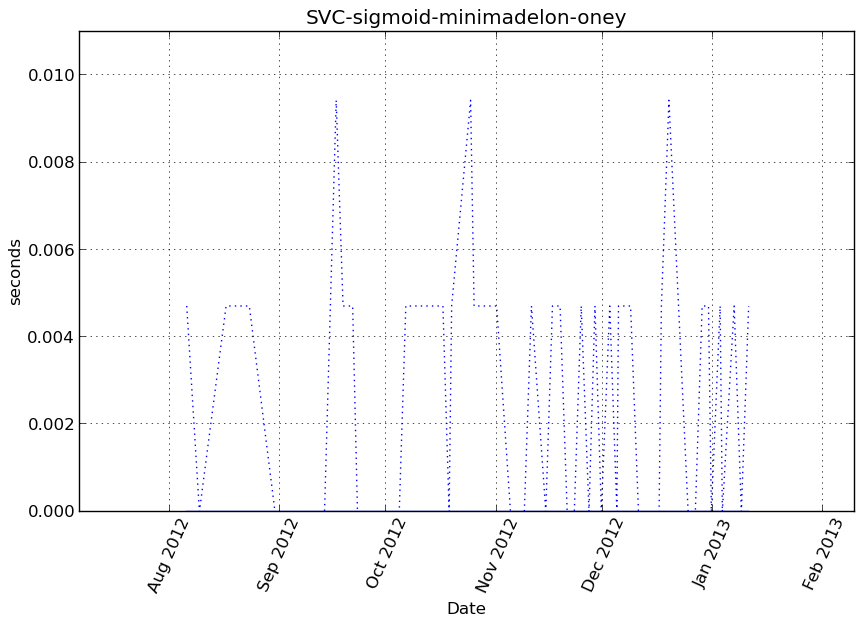 SVC-sigmoid-minimadelon-oney
0.010
0.008
0.006
0.004
0.002
0.000
seconds
Aug 2012
Sep 2012
Oct 2012
Nov 2012
Dec 2012
Jan 2013
Feb 2013
Date